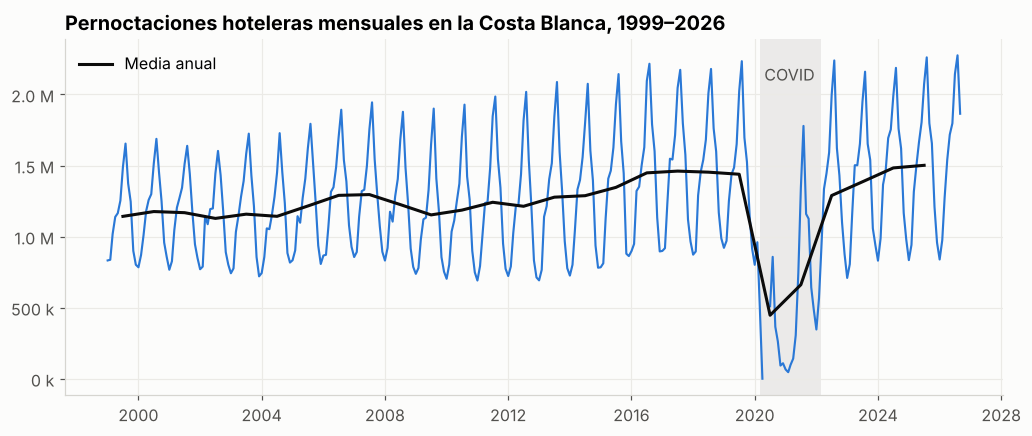 Pernoctaciones hoteleras mensuales en la Costa Blanca, 1999–2026
Media anual
COVID
2.0 M
1.5 M
1.0 M
500 k
0 k
2000 2004 2008 2012 2016 2020 2024 2028